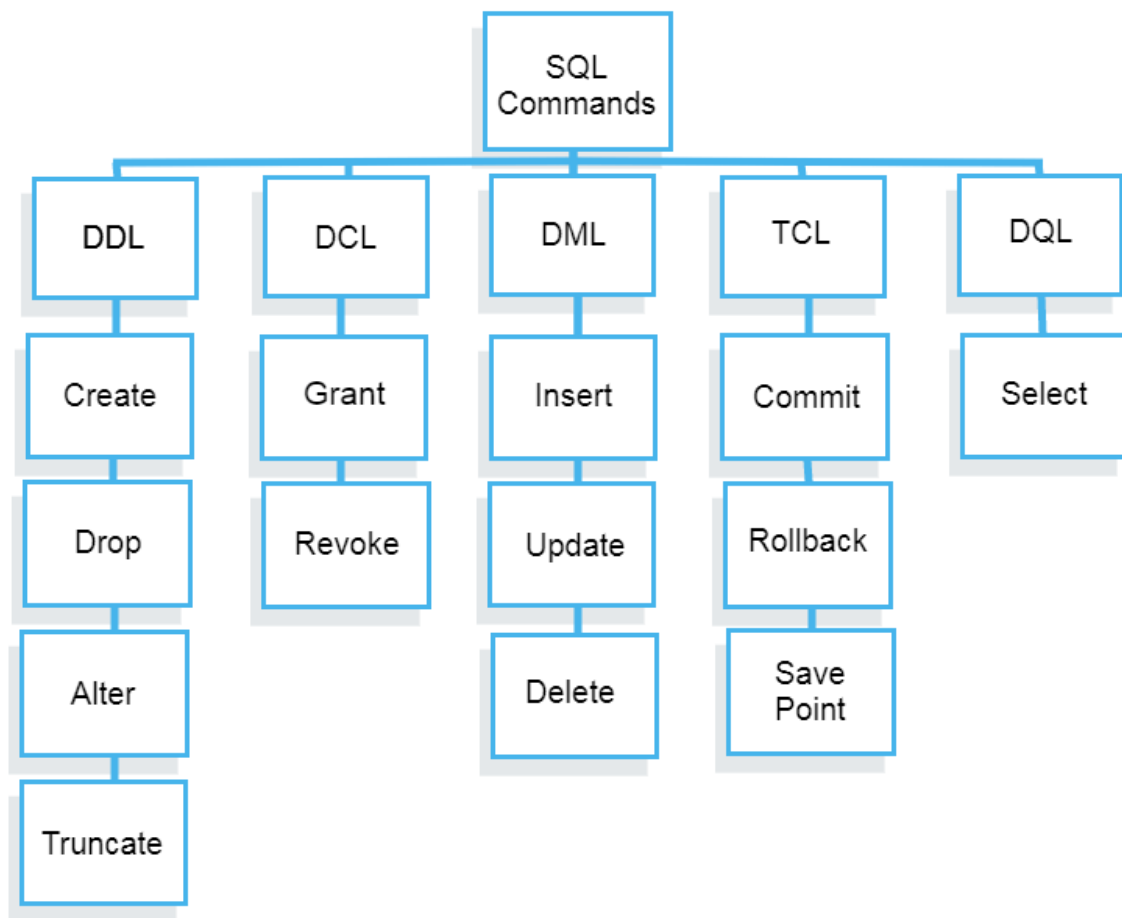 SQL
Commands
DDL
DCL
DML
TCL
DQL
Create
Grant
Insert
Commit
Select
Drop
Revoke
Update
Rollback
Alter
Delete
Save
Point
Truncate